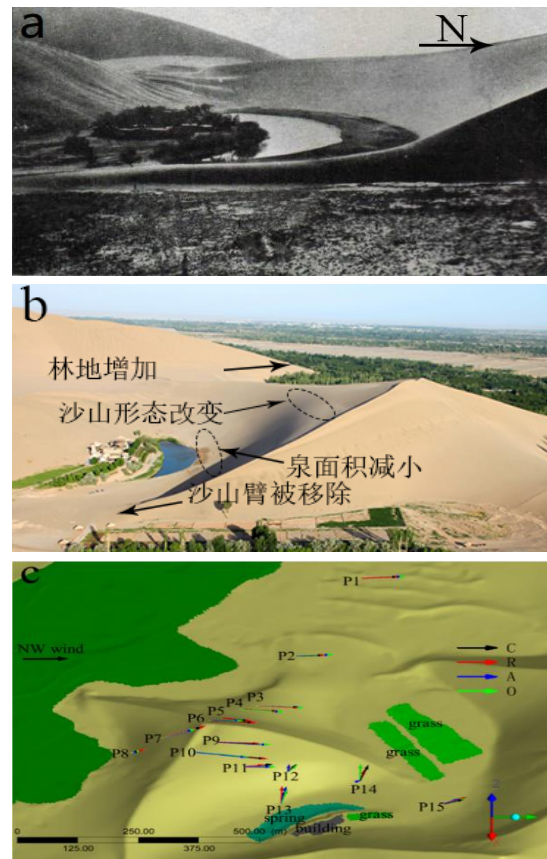 a
N
b
林地增加
沙山形态改变
泉面积减小
沙山臂被移除
c
P1
NW wind
C
R
A
O
P2
P3
P4
P5
P6
P7
P8
P9
P10
P11
P12
P13
P14
P15
grass
grass
grass
spring
building
0.00
250.00
500.00 (m)
125.00
375.00